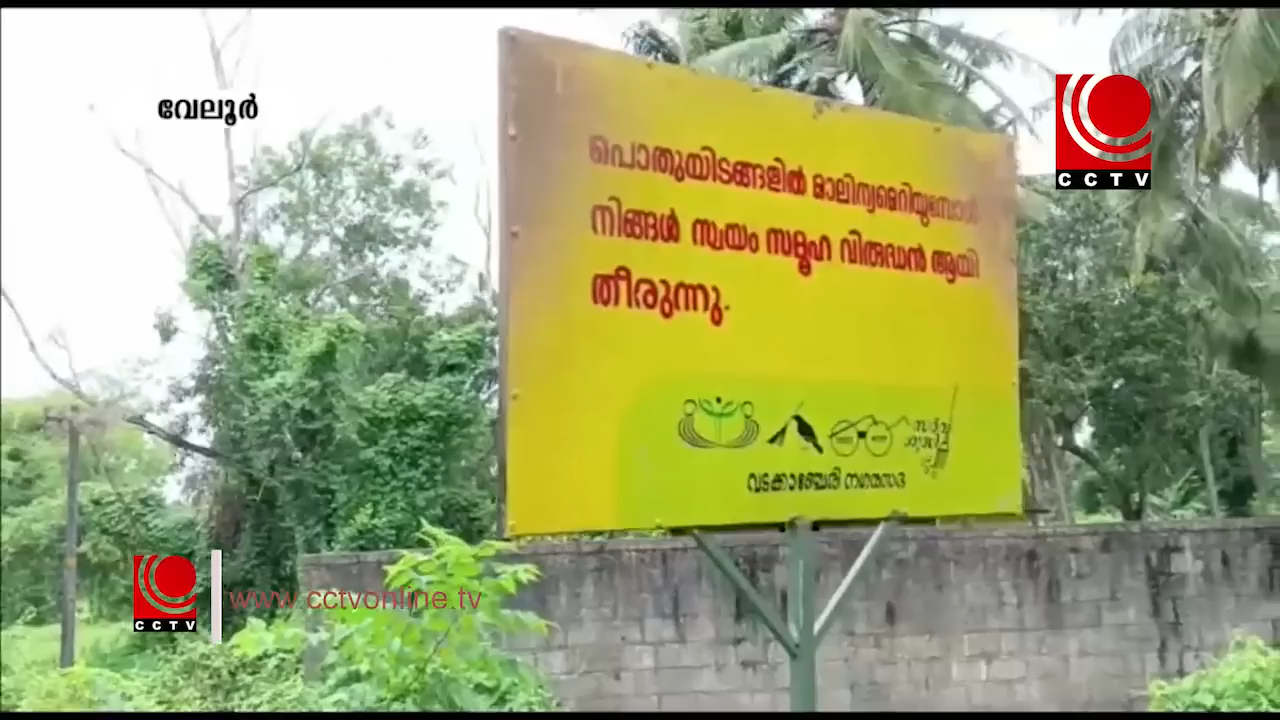 വേലൂർ
CCTV
പൊതുയിടങ്ങളിൽ മാലിന്യമെറിയുമ്പോൾ
നിങ്ങൾ സ്വയം സമൂഹ വിരുദ്ധൻ ആയി
തീരുന്നു.
വടക്കാഞ്ചേരി നഗരസഭ
CCTV
www.cctvonline.tv